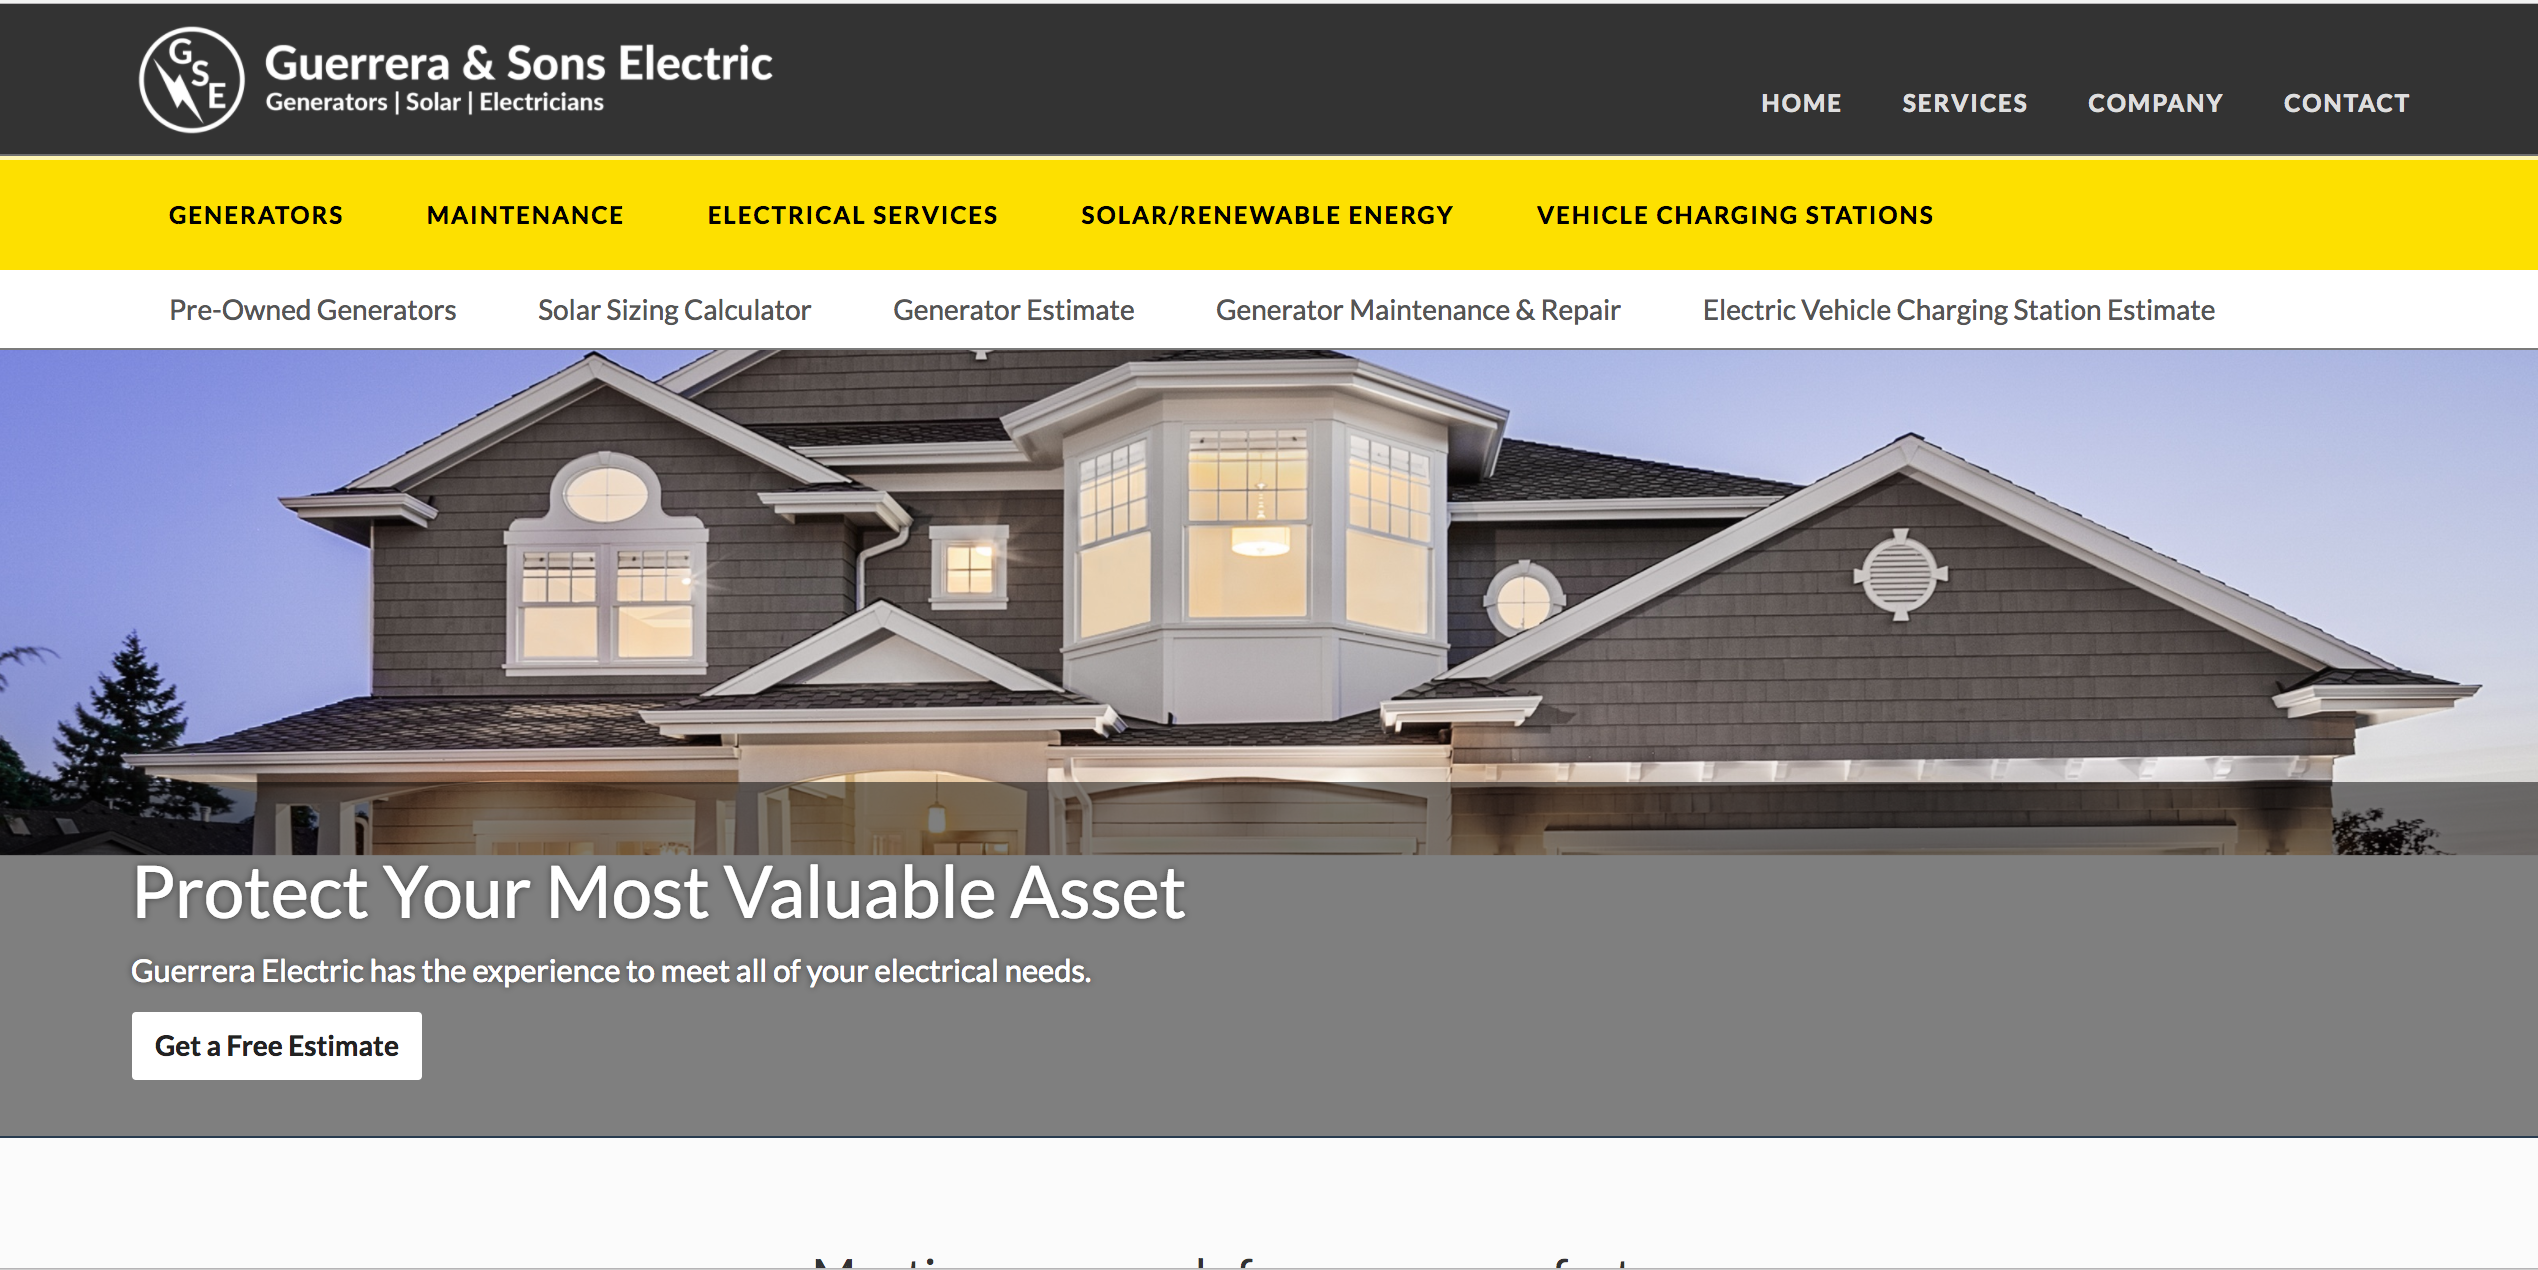 GSE
Guerrera & Sons Electric
Generators | Solar | Electricians
HOME SERVICES COMPANY CONTACT
GENERATORS MAINTENANCE ELECTRICAL SERVICES SOLAR/RENEWABLE ENERGY VEHICLE CHARGING STATIONS
Pre-Owned Generators Solar Sizing Calculator Generator Estimate Generator Maintenance & Repair Electric Vehicle Charging Station Estimate
Protect Your Most Valuable Asset
Guerrera Electric has the experience to meet all of your electrical needs.
Get a Free Estimate